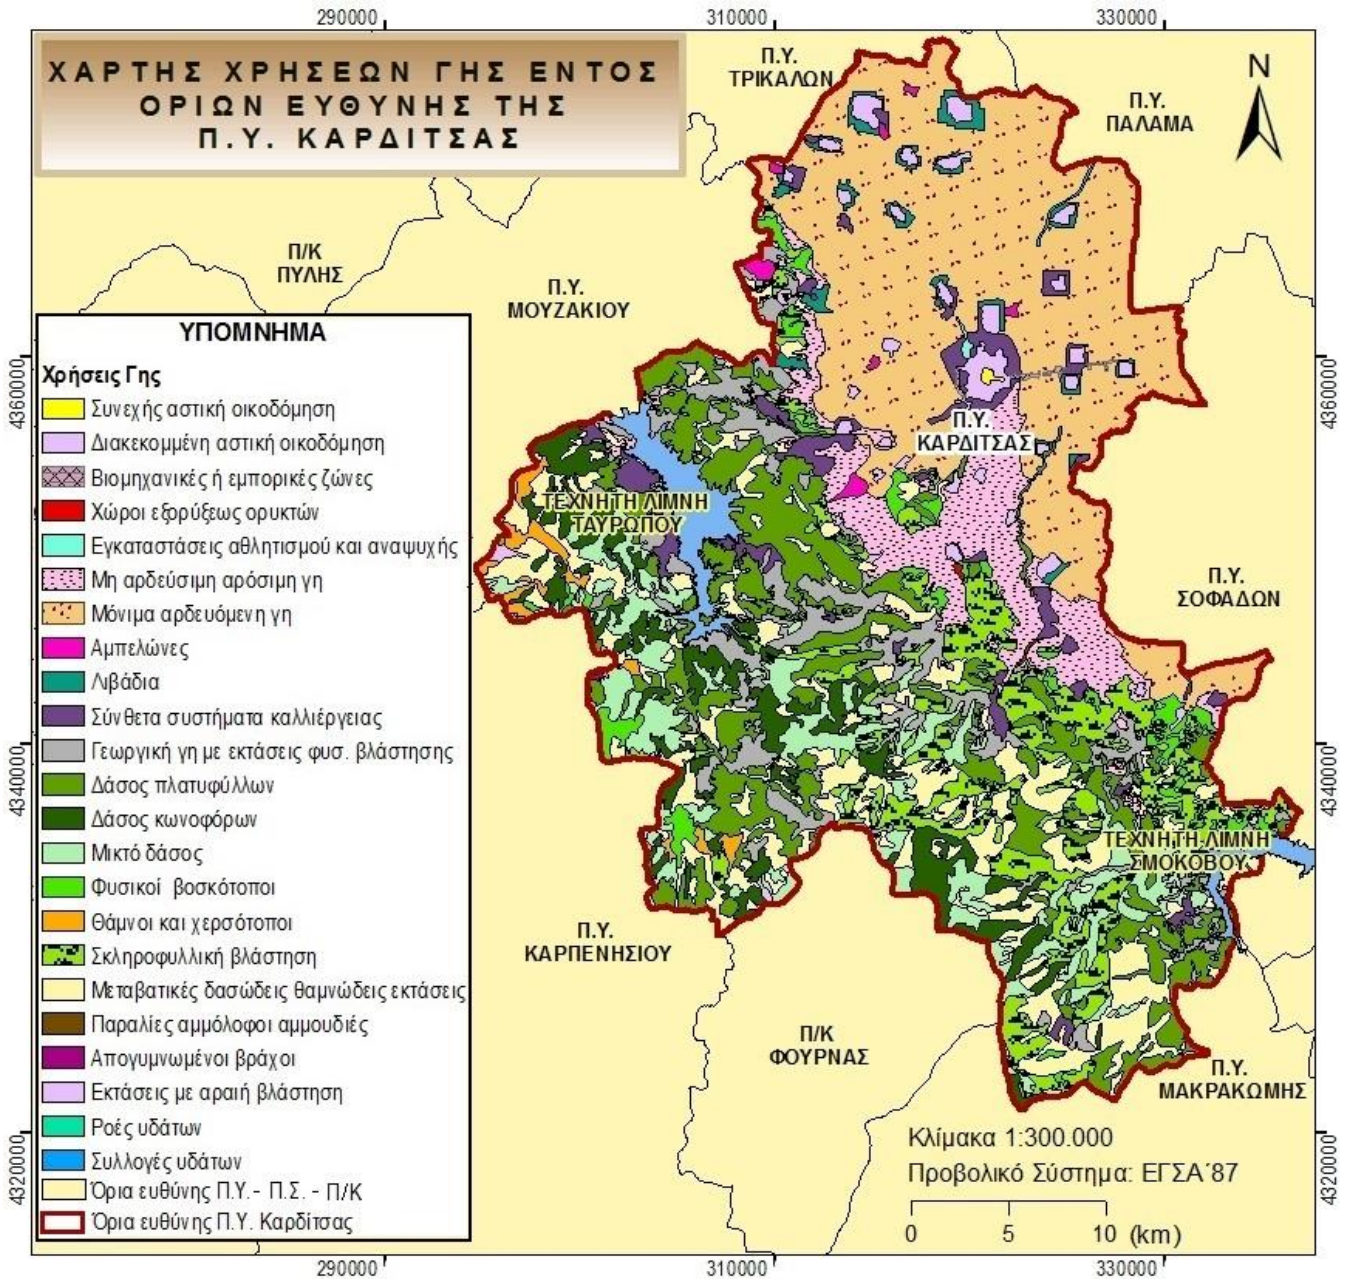 290000 310000 330000
ΧΑΡΤΗΣ ΧΡΗΣΕΩΝ ΓΗΣ ΕΝΤΟΣ
ΟΡΙΩΝ ΕΥΘΥΝΗΣ ΤΗΣ
Π.Υ. ΚΑΡΔΙΤΣΑΣ
Π.Υ.
ΤΡΙΚΑΛΩΝ
Π.Υ.
ΠΑΛΑΜΑ
N
Π/Κ
ΠΥΛΗΣ
Π.Υ.
ΜΟΥΖΑΚΙΟΥ
4360000
4360000
Π.Υ.
ΚΑΡΔΙΤΣΑΣ
ΤΕΧΝΗΤΗ ΛΙΜΝΗ
ΤΑΥΡΩΠΟΥ
Π.Υ.
ΣΟΦΑΔΩΝ
4340000
4340000
ΤΕΧΝΗΤΗ ΛΙΜΝΗ
ΣΜΟΚΟΒΟΥ
Π.Υ.
ΚΑΡΠΕΝΗΣΙΟΥ
Π/Κ
ΦΟΥΡΝΑΣ
Π.Υ.
ΜΑΚΡΑΚΩΜΗΣ
4320000
4320000
ΥΠΟΜΝΗΜΑ
Χρήσεις Γης
Συνεχής αστική οικοδόμηση
Διακεκομμένη αστική οικοδόμηση
Βιομηχανικές ή εμπορικές ζώνες
Χώροι εξορύξεως ορυκτών
Εγκαταστάσεις αθλητισμού και αναψυχής
Μη αρδεύσιμη αρόσιμη γη
Μόνιμα αρδευόμενη γη
Αμπελώνες
Λιβάδια
Σύνθετα συστήματα καλλιέργειας
Γεωργική γη με εκτάσεις φυσ. βλάστησης
Δάσος πλατυφύλλων
Δάσος κωνοφόρων
Μικτό δάσος
Φυσικοί βοσκότοποι
Θάμνοι και χερσότοποι
Σκληροφυλλική βλάστηση
Μεταβατικές δασώδεις θαμνώδεις εκτάσεις
Παραλίες αμμόλοφοι αμμουδιές
Απογυμνωμένοι βράχοι
Εκτάσεις με αραιή βλάστηση
Ροές υδάτων
Συλλογές υδάτων
Όρια ευθύνης Π.Υ.- Π.Σ. - Π/Κ
Όρια ευθύνης Π.Υ. Καρδίτσας
Κλίμακα 1:300.000
Προβολικό Σύστημα: ΕΓΣΑ΄87
0 5 10 (km)
290000 310000 330000